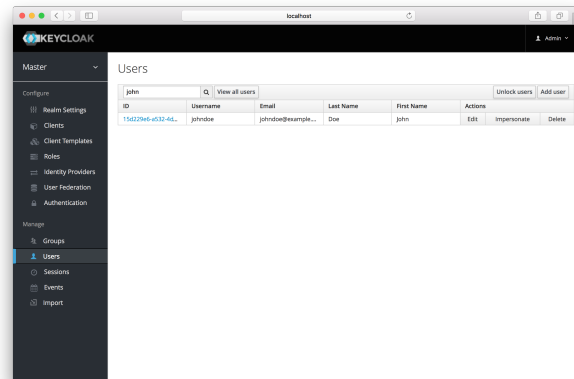 localhost
KEYCLOAK
Admin
Master
Users
john
View all users
Unlock users
Add user
ID Username Email Last Name First Name Actions
15d229e6-a532-4d... johndoe johndoe@example.... Doe John Edit Impersonate Delete
Configure
Realm Settings
Clients
Client Templates
Roles
Identity Providers
User Federation
Authentication
Manage
Groups
Users
Sessions
Events
Import